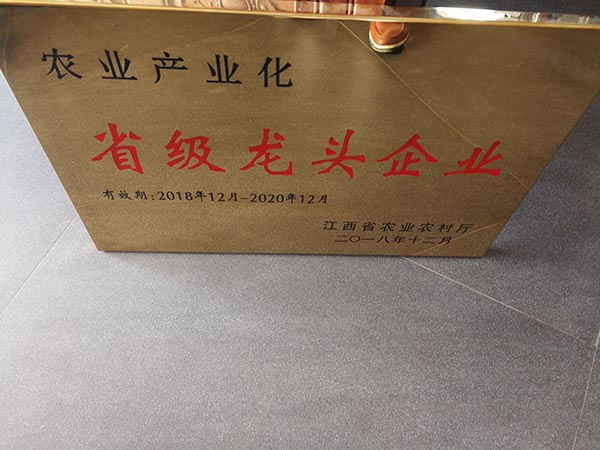 农业产业化
省级龙头企业
有效期:2018年12月-2020年12月
江西省农业农村厅
二〇一八年十二月